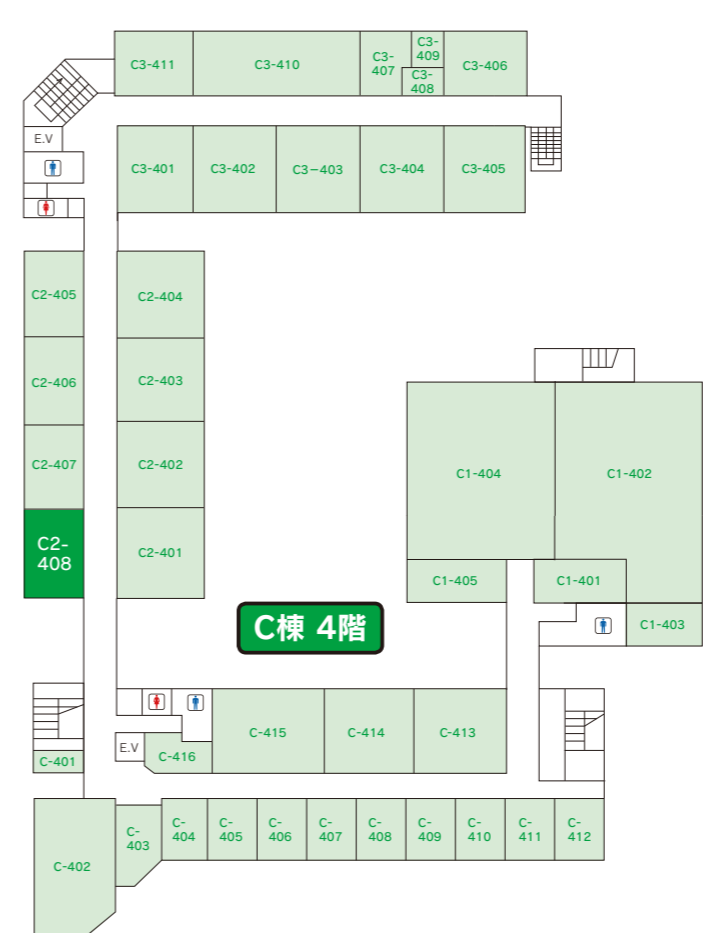 C3-411
C3-410
C3-
407
C3-
409
C3-
408
C3-406
E.V
C3-401
C3-402
C3−403
C3-404
C3-405
C2-405
C2-404
C2-406
C2-403
C2-407
C2-402
C2-
408
C2-401
C1-404
C1-402
C1-405
C1-401
C1-403
C棟 4階
C-415
C-414
C-413
E.V
C-416
C-401
C-402
C-
403
C-
404
C-
405
C-
406
C-
407
C-
408
C-
409
C-
410
C-
411
C-
412